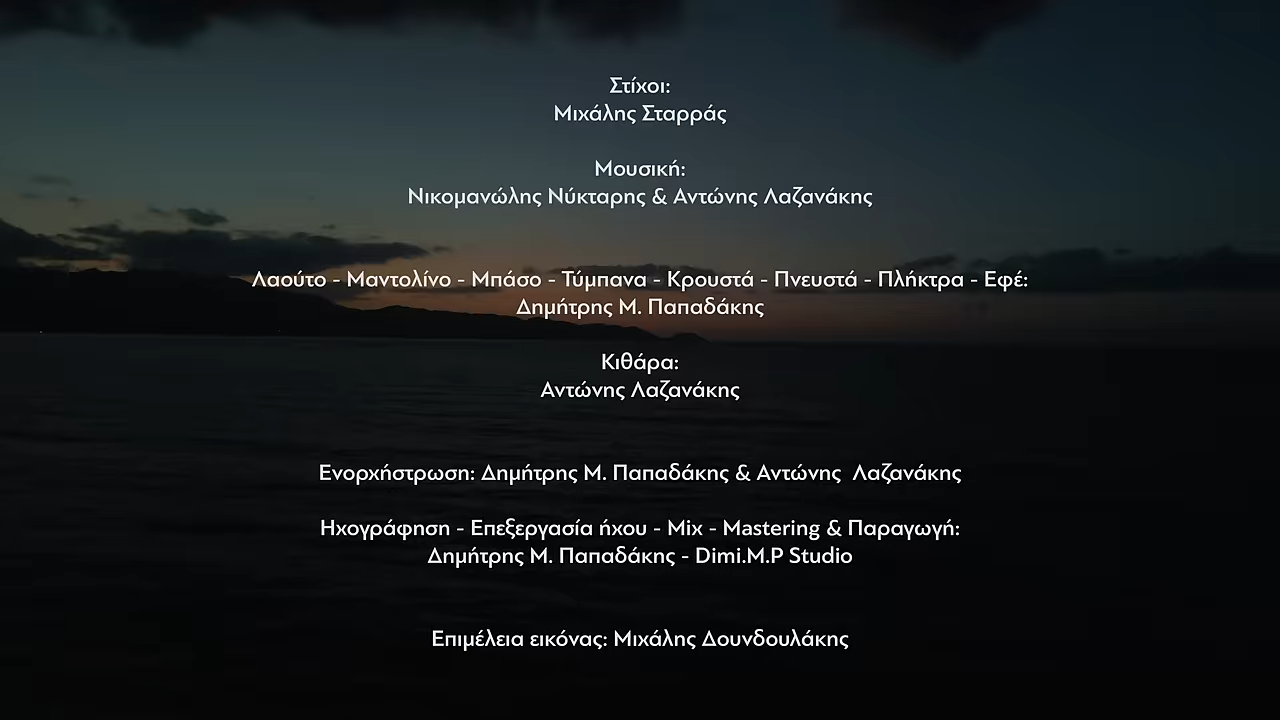 Στίχοι:
Μιχάλης Σταρράς
Μουσική:
Νικομανώλης Νύκταρης & Αντώνης Λαζανάκης
Λαούτο - Μαντολίνο - Μπάσο - Τύμπανα - Κρουστά - Πνευστά - Πλήκτρα - Εφέ:
Δημήτρης Μ. Παπαδάκης
Κιθάρα:
Αντώνης Λαζανάκης
Ενορχήστρωση: Δημήτρης Μ. Παπαδάκης & Αντώνης Λαζανάκης
Ηχογράφηση - Επεξεργασία ήχου - Mix - Mastering & Παραγωγή:
Δημήτρης Μ. Παπαδάκης - Dimi.M.P Studio
Επιμέλεια εικόνας: Μιχάλης Δουνδουλάκης